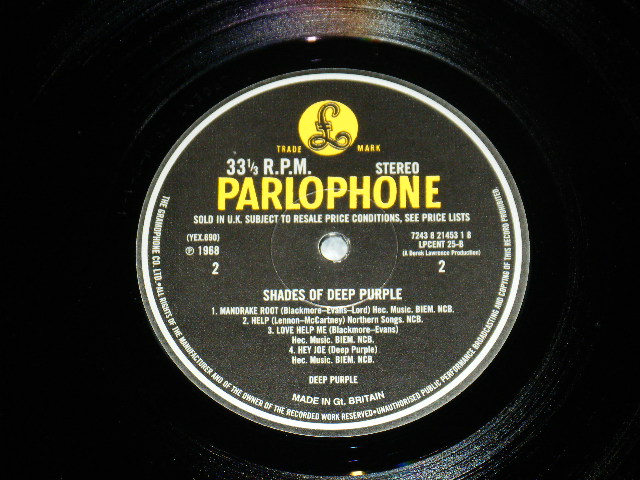 £
TRADE MARK
33⅓ R.P.M. STEREO
PARLOPHONE
SOLD IN U.K. SUBJECT TO RESALE PRICE CONDITIONS, SEE PRICE LISTS
(YEX.690) 7243 8 21453 1 8
℗ 1968 LPCENT 25-B
(A Derek Lawrence Production)
2 2
SHADES OF DEEP PURPLE
1. MANDRAKE ROOT (Blackmore-Evans-Lord) Hec. Music. BIEM. NCB.
2. HELP (Lennon-McCartney) Northern Songs. NCB.
3. LOVE HELP ME (Blackmore-Evans)
Hec. Music. BIEM. NCB.
4. HEY JOE (Deep Purple)
Hec. Music. BIEM. NCB.
DEEP PURPLE
MADE IN Gt. BRITAIN
THE GRAMOPHONE CO. LTD.•ALL RIGHTS OF THE MANUFACTURER AND OF THE OWNER OF THE RECORDED WORK RESERVED•UNAUTHORISED PUBLIC PERFORMANCE BROADCASTING AND COPYING OF THIS RECORD PROHIBITED.